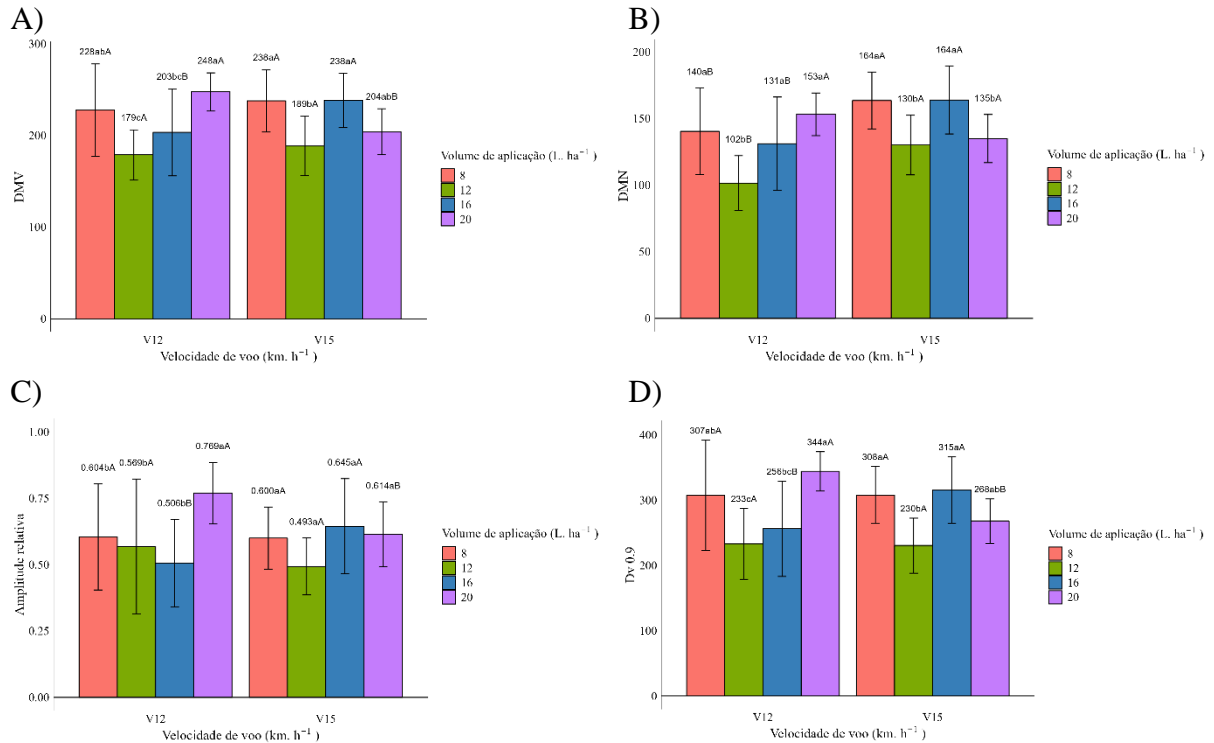 A)
300
200
100
0
DMV
228abA
179cA
203bcB
248aA
238aA
189bA
238aA
204abB
V12
V15
Velocidade de voo (km. h⁻¹ )
Volume de aplicação (L. ha⁻¹ )
8
12
16
20
B)
200
150
100
50
0
DMN
140aB
102bB
131aB
153aA
164aA
130bA
164aA
135bA
V12
V15
Velocidade de voo (km. h⁻¹ )
Volume de aplicação (L. ha⁻¹ )
8
12
16
20
C)
1.00
0.75
0.50
0.25
0.00
Amplitude relativa
0.604bA
0.569bA
0.506bB
0.769aA
0.600aA
0.493aA
0.645aA
0.614aB
V12
V15
Velocidade de voo (km. h⁻¹ )
Volume de aplicação (L. ha⁻¹ )
8
12
16
20
D)
400
300
200
100
0
Dv 0.9
307abA
233cA
256bcB
344aA
308aA
230bA
315aA
268abB
V12
V15
Velocidade de voo (km. h⁻¹ )
Volume de aplicação (L. ha⁻¹ )
8
12
16
20